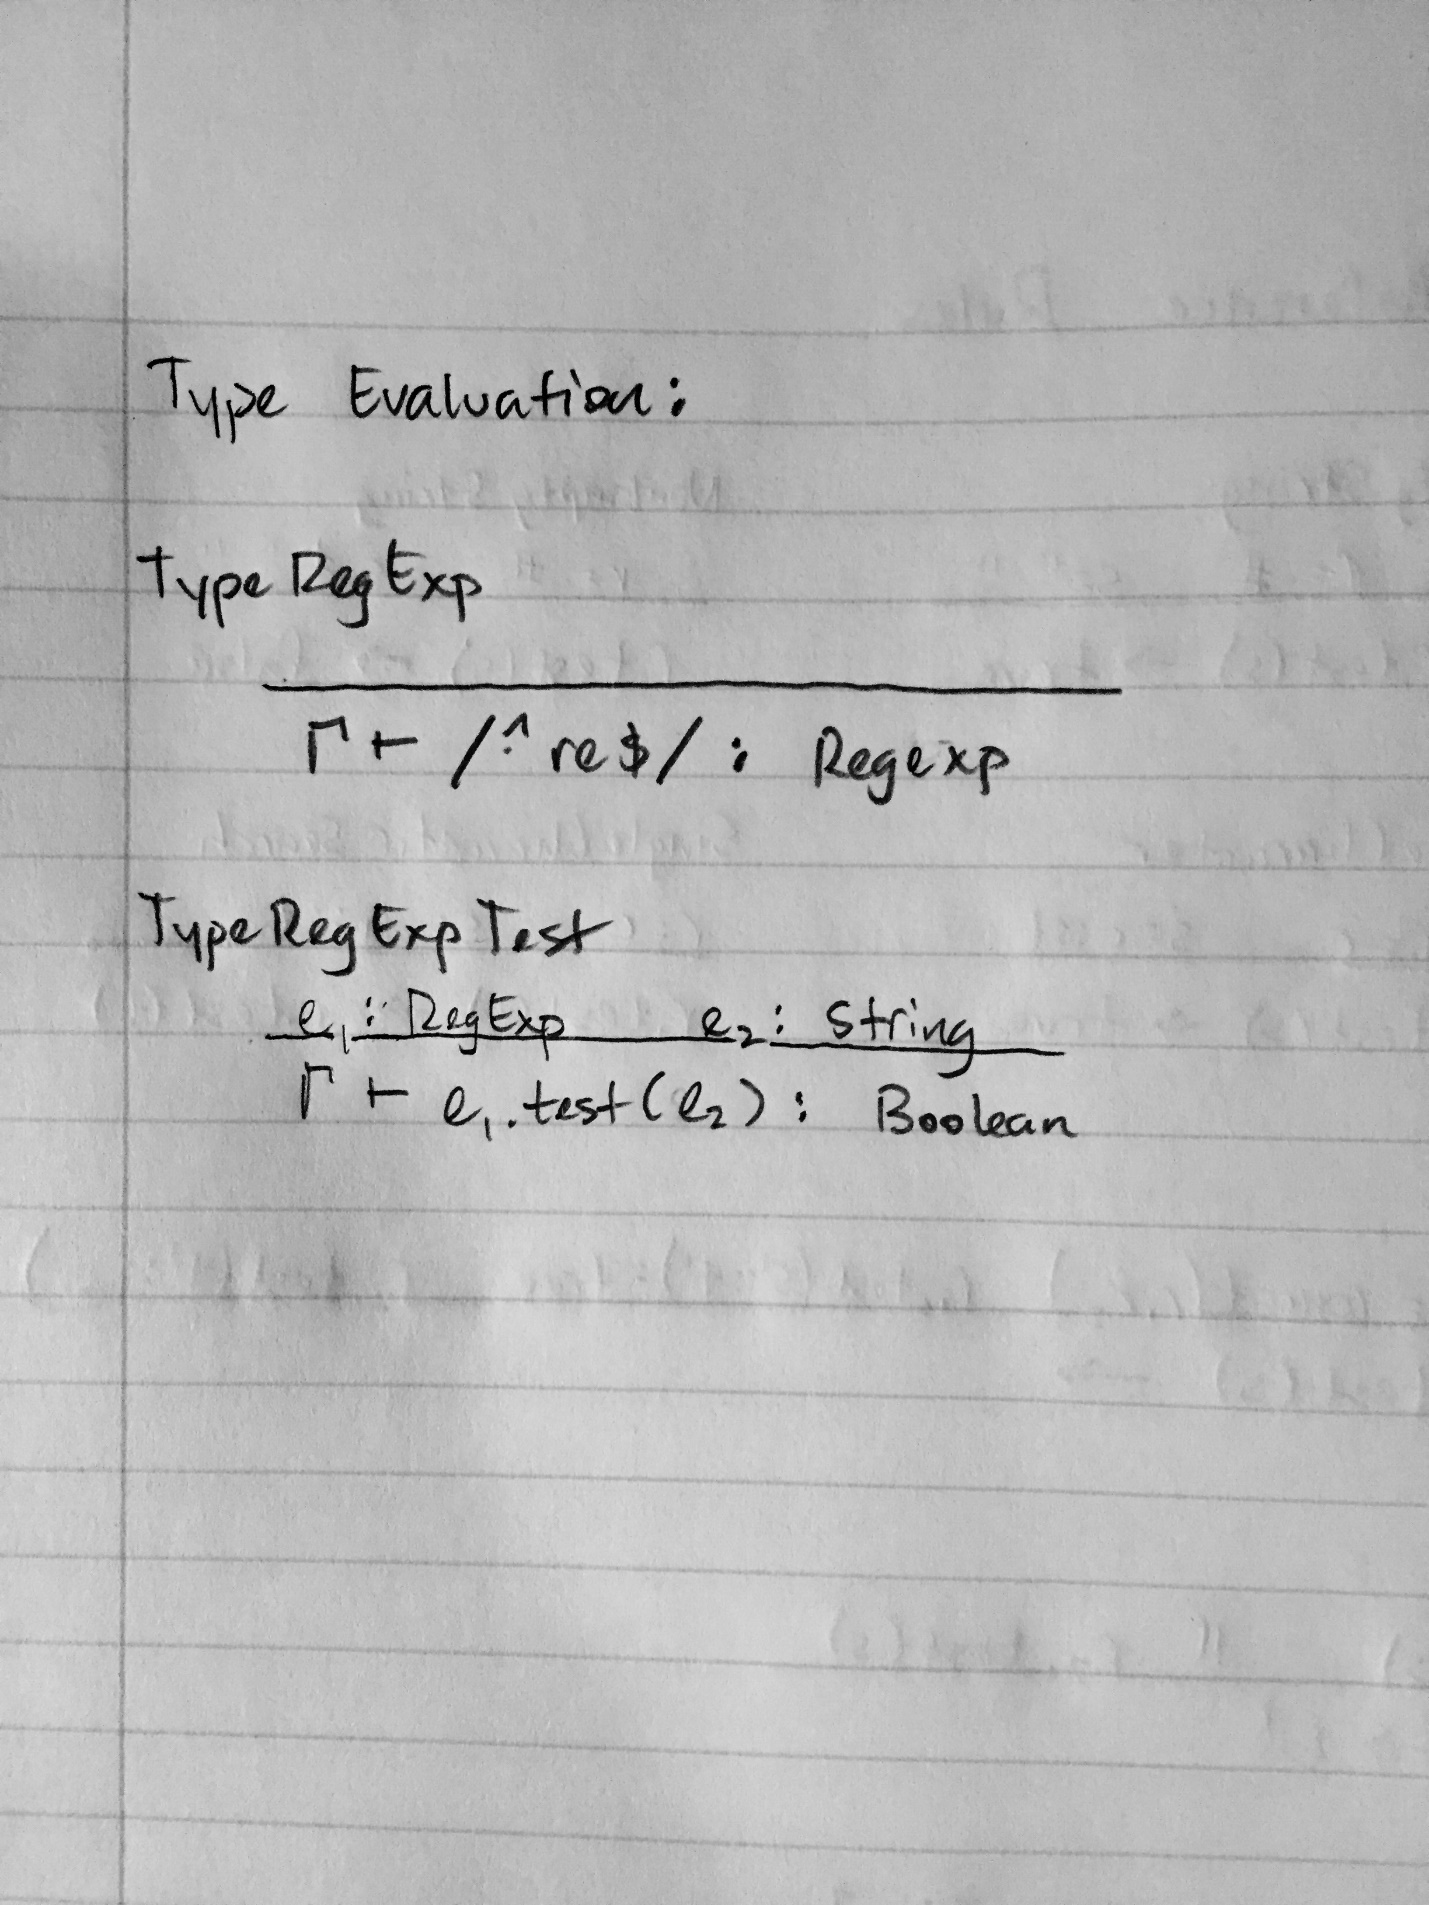 Type Evaluation:
TypeRegExp
Γ ⊢ /^re$/ : Regexp
TypeRegExpTest
e₁ : RegExp e₂ : String
Γ ⊢ e₁.test(e₂) : Boolean